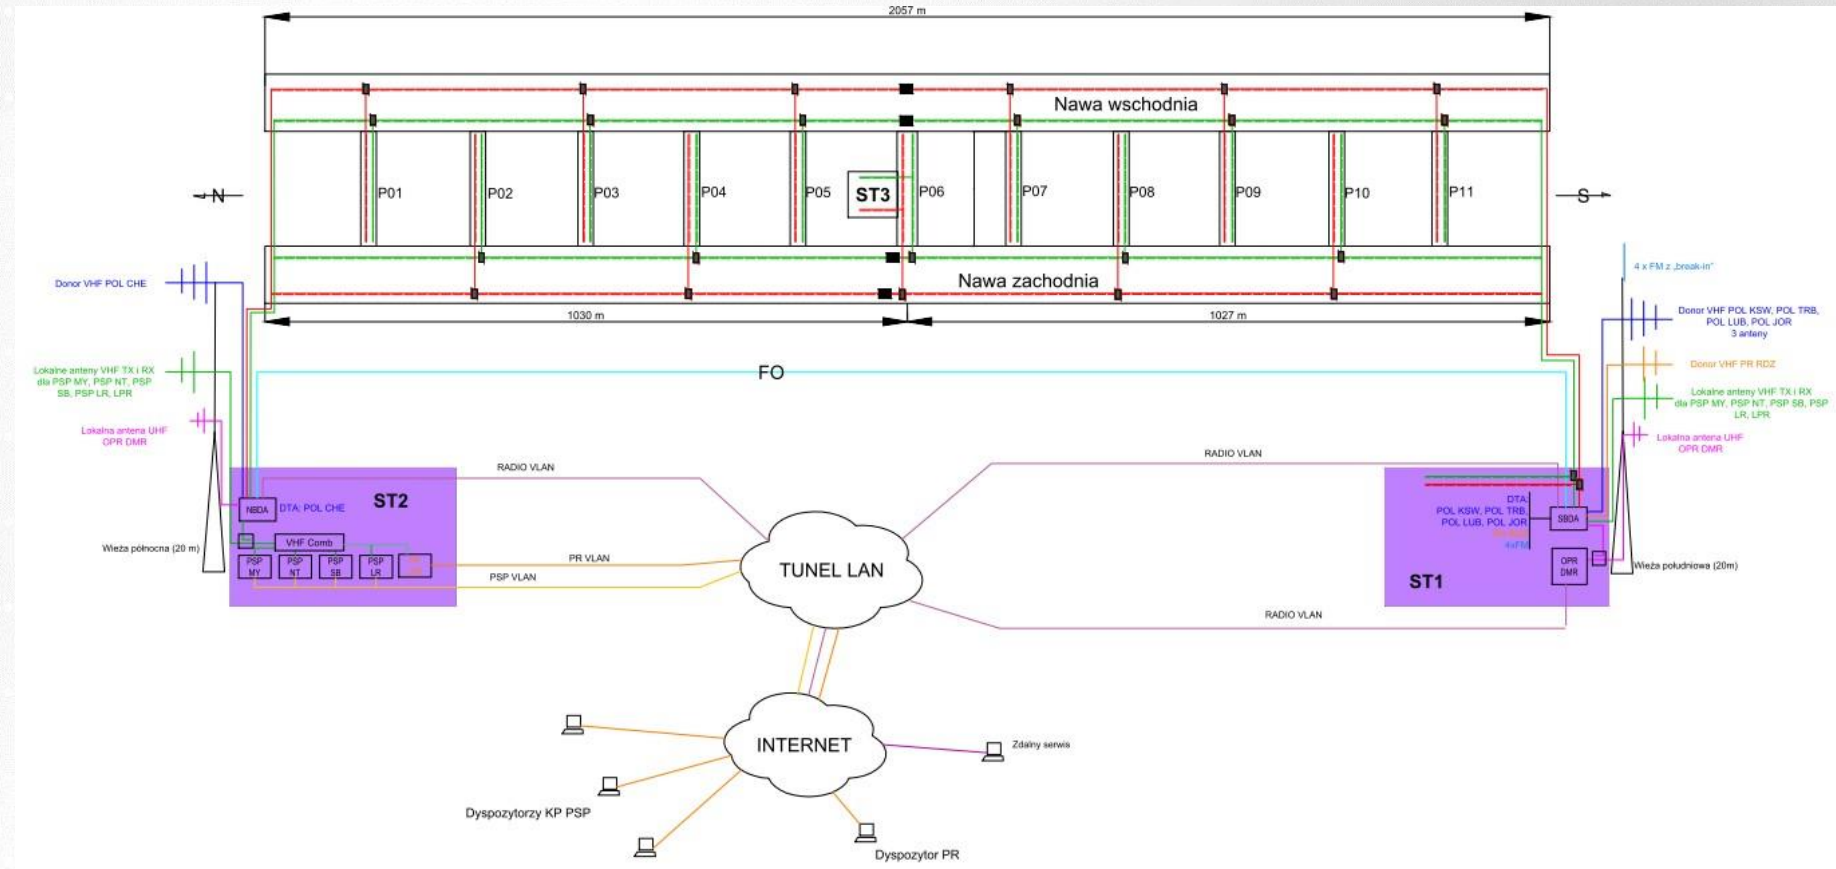 2057 m
Nawa wschodnia
P01
P02
P03
P04
P05
ST3
P06
P07
P08
P09
P10
P11
N
S
Nawa zachodnia
1030 m
1027 m
Donor VHF POL CHE
Lokalne anteny VHF TX i RX
dla PSP MY, PSP NT, PSP
SB, PSP LR, LPR
Lokalna antena UHF
OPR DMR
Wieża północna (20 m)
4 x FM z „break-in”
Donor VHF POL KSW, POL TRB,
POL LUB, POL JOR
3 anteny
Donor VHF PR RDZ
Lokalne anteny VHF TX i RX
dla PSP MY, PSP NT, PSP SB, PSP
LR, LPR
Lokalna antena UHF
OPR DMR
Wieża południowa (20m)
FO
RADIO VLAN
RADIO VLAN
ST2
NBDA
DTA: POL CHE
VHF Comb
PSP
MY
PSP
NT
PSP
SB
PSP
LR
PR VLAN
PSP VLAN
TUNEL LAN
RADIO VLAN
DTA:
POL KSW, POL TRB,
POL LUB, POL JOR
4xFM
SBDA
OPR
DMR
ST1
INTERNET
Zdalny serwis
Dyspozytorzy KP PSP
Dyspozytor PR